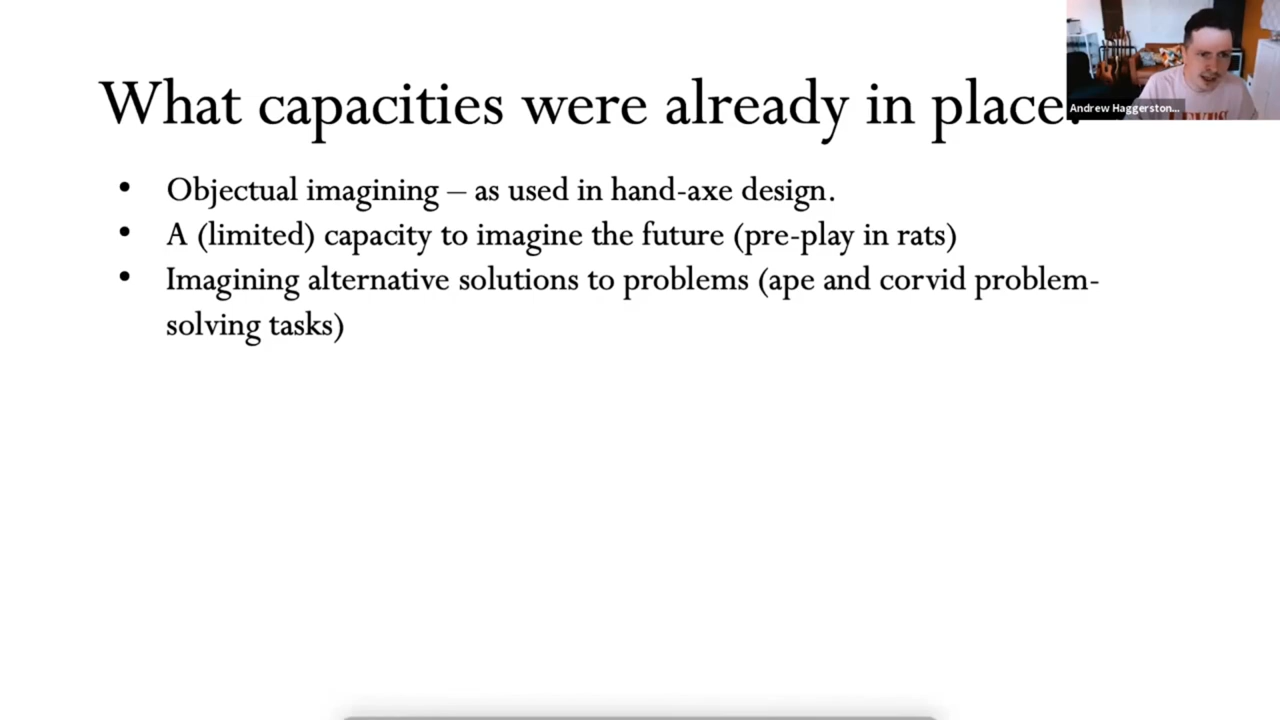 What capacities were already in place?
Andrew Haggerston...
• Objectual imagining – as used in hand-axe design.
• A (limited) capacity to imagine the future (pre-play in rats)
• Imagining alternative solutions to problems (ape and corvid problem-
solving tasks)